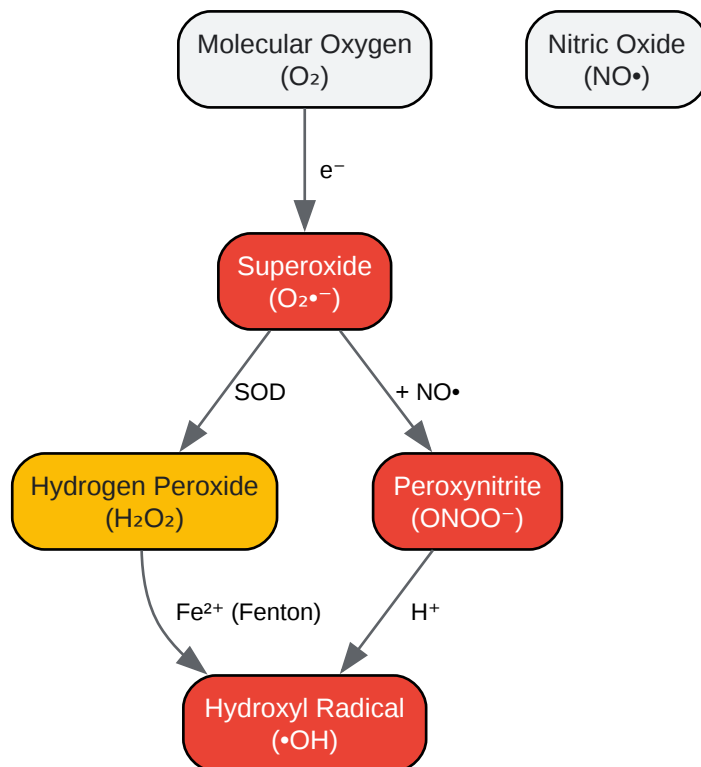 Molecular Oxygen
(O₂)
Nitric Oxide
(NO•)
e⁻
Superoxide
(O₂•⁻)
SOD
+ NO•
Hydrogen Peroxide
(H₂O₂)
Peroxynitrite
(ONOO⁻)
Fe²⁺ (Fenton)
H⁺
Hydroxyl Radical
(•OH)